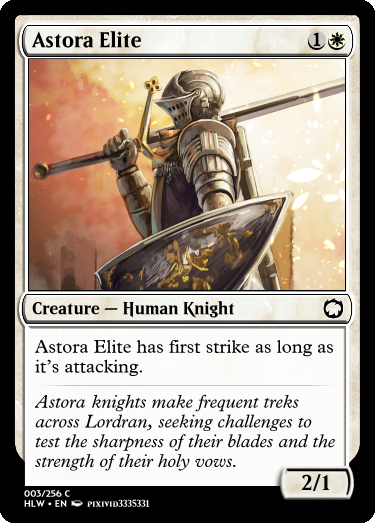 Astora Elite 1
Creature — Human Knight
Astora Elite has first strike as long as
it's attacking.
Astora knights make frequent treks
across Lordran, seeking challenges to
test the sharpness of their blades and the
strength of their holy vows.
2/1
003/256 C
HLW • EN PIXIVID3335331